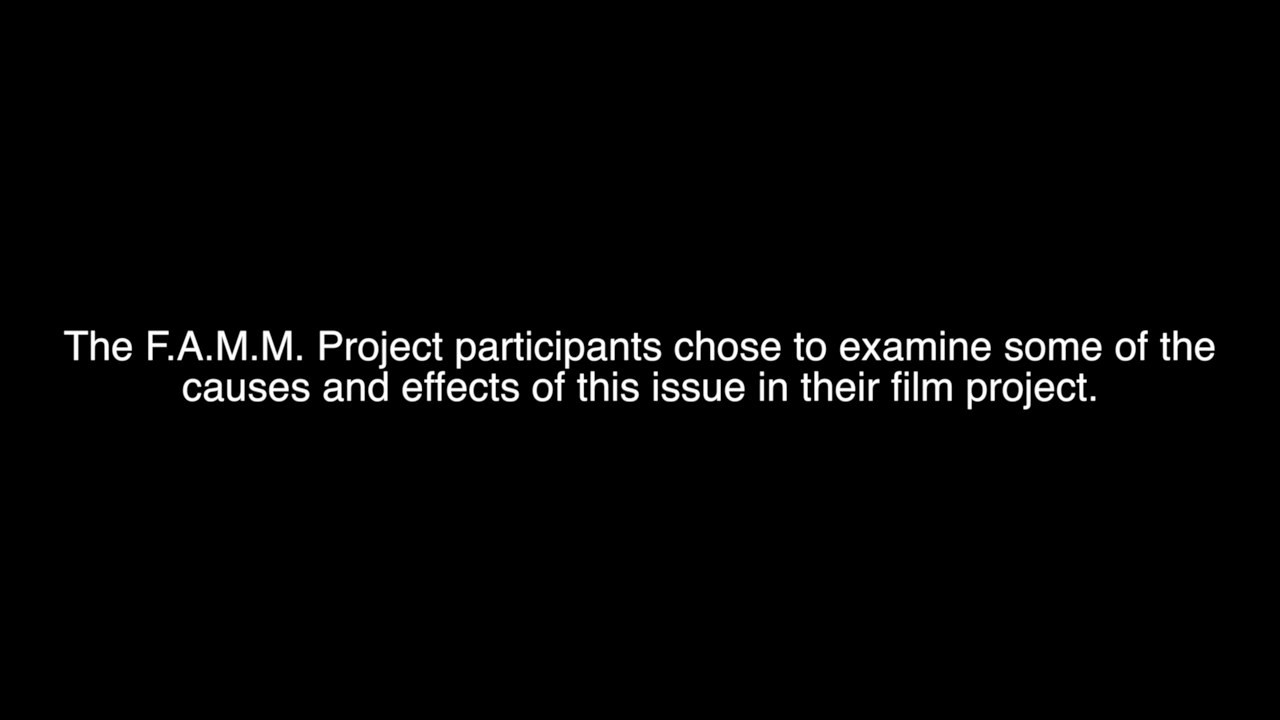 The F.A.M.M. Project participants chose to examine some of the
causes and effects of this issue in their film project.